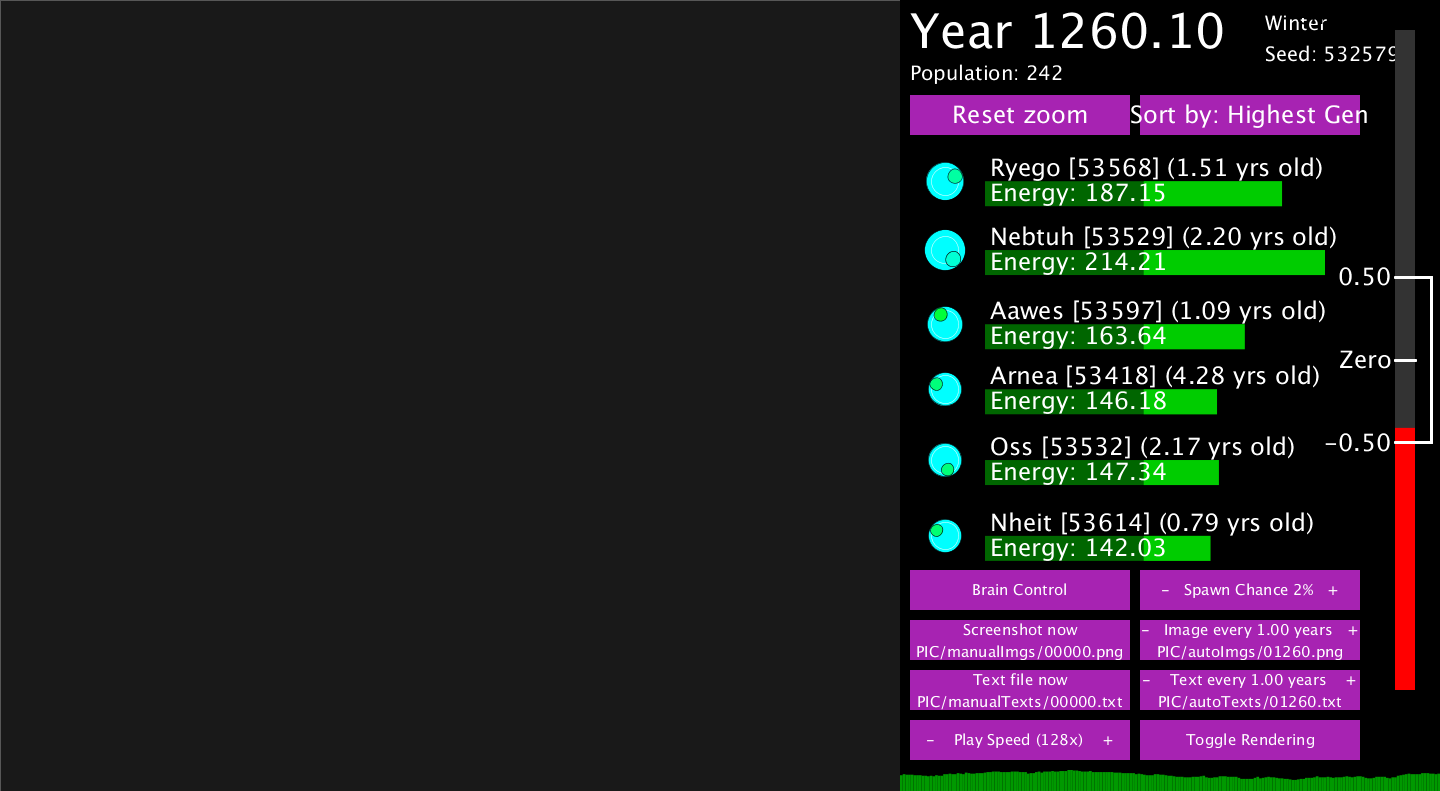 Year 1260.10
Winter
Seed: 532579
Population: 242
Reset zoom
Sort by: Highest Gen
Ryego [53568] (1.51 yrs old)
Energy: 187.15
Nebtuh [53529] (2.20 yrs old)
Energy: 214.21
0.50
Aawes [53597] (1.09 yrs old)
Energy: 163.64
Zero
Arnea [53418] (4.28 yrs old)
Energy: 146.18
-0.50
Oss [53532] (2.17 yrs old)
Energy: 147.34
Nheit [53614] (0.79 yrs old)
Energy: 142.03
Brain Control
- Spawn Chance 2% +
Screenshot now
PIC/manualImgs/00000.png
- Image every 1.00 years +
PIC/autoImgs/01260.png
Text file now
PIC/manualTexts/00000.txt
- Text every 1.00 years +
PIC/autoTexts/01260.txt
- Play Speed (128x) +
Toggle Rendering